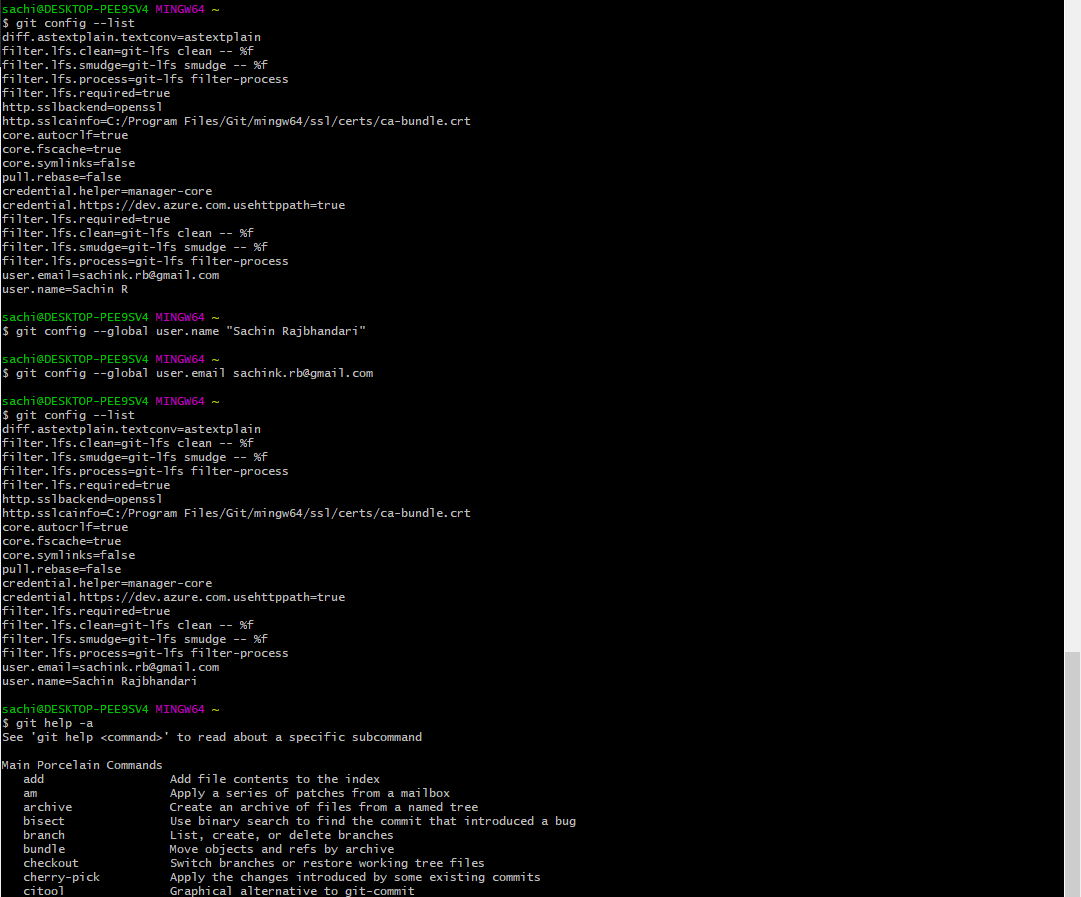 sachi@DESKTOP-PEE9SV4 MINGW64 ~
$ git config --list
diff.astextplain.textconv=astextplain
filter.lfs.clean=git-lfs clean -- %f
filter.lfs.smudge=git-lfs smudge -- %f
filter.lfs.process=git-lfs filter-process
filter.lfs.required=true
http.sslbackend=openssl
http.sslcainfo=C:/Program Files/Git/mingw64/ssl/certs/ca-bundle.crt
core.autocrlf=true
core.fscache=true
core.symlinks=false
pull.rebase=false
credential.helper=manager-core
credential.https://dev.azure.com.usehttppath=true
filter.lfs.required=true
filter.lfs.clean=git-lfs clean -- %f
filter.lfs.smudge=git-lfs smudge -- %f
filter.lfs.process=git-lfs filter-process
user.email=sachink.rb@gmail.com
user.name=Sachin R

sachi@DESKTOP-PEE9SV4 MINGW64 ~
$ git config --global user.name "Sachin Rajbhandari"

sachi@DESKTOP-PEE9SV4 MINGW64 ~
$ git config --global user.email sachink.rb@gmail.com

sachi@DESKTOP-PEE9SV4 MINGW64 ~
$ git config --list
diff.astextplain.textconv=astextplain
filter.lfs.clean=git-lfs clean -- %f
filter.lfs.smudge=git-lfs smudge -- %f
filter.lfs.process=git-lfs filter-process
filter.lfs.required=true
http.sslbackend=openssl
http.sslcainfo=C:/Program Files/Git/mingw64/ssl/certs/ca-bundle.crt
core.autocrlf=true
core.fscache=true
core.symlinks=false
pull.rebase=false
credential.helper=manager-core
credential.https://dev.azure.com.usehttppath=true
filter.lfs.required=true
filter.lfs.clean=git-lfs clean -- %f
filter.lfs.smudge=git-lfs smudge -- %f
filter.lfs.process=git-lfs filter-process
user.email=sachink.rb@gmail.com
user.name=Sachin Rajbhandari

sachi@DESKTOP-PEE9SV4 MINGW64 ~
$ git help -a
See 'git help <command>' to read about a specific subcommand

Main Porcelain Commands
   add                  Add file contents to the index
   am                   Apply a series of patches from a mailbox
   archive              Create an archive of files from a named tree
   bisect               Use binary search to find the commit that introduced a bug
   branch               List, create, or delete branches
   bundle               Move objects and refs by archive
   checkout             Switch branches or restore working tree files
   cherry-pick          Apply the changes introduced by some existing commits
   citool               Graphical alternative to git-commit